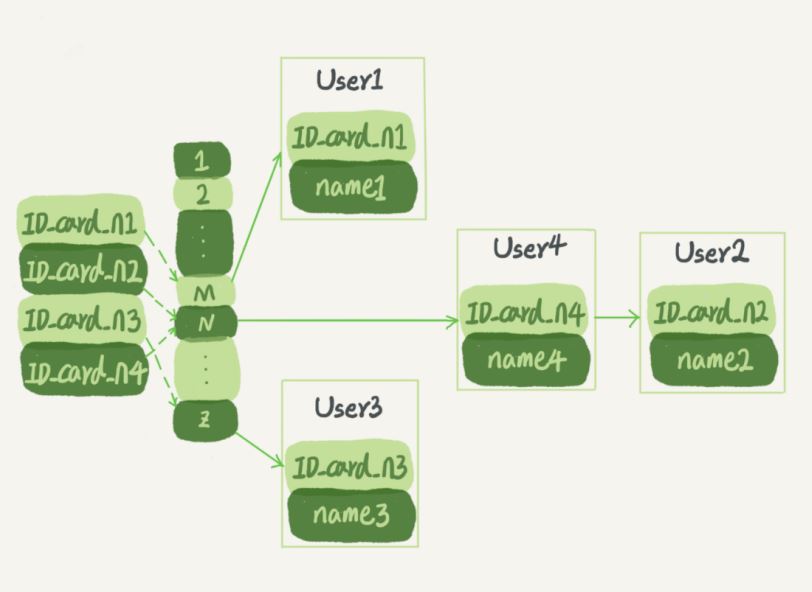 User1
ID_card_n1
name1
1
2
ID_card_n1
ID_card_n2
ID_card_n3
ID_card_n4
M
N
Z
User4
ID_card_n4
name4
User2
ID_card_n2
name2
User3
ID_card_n3
name3